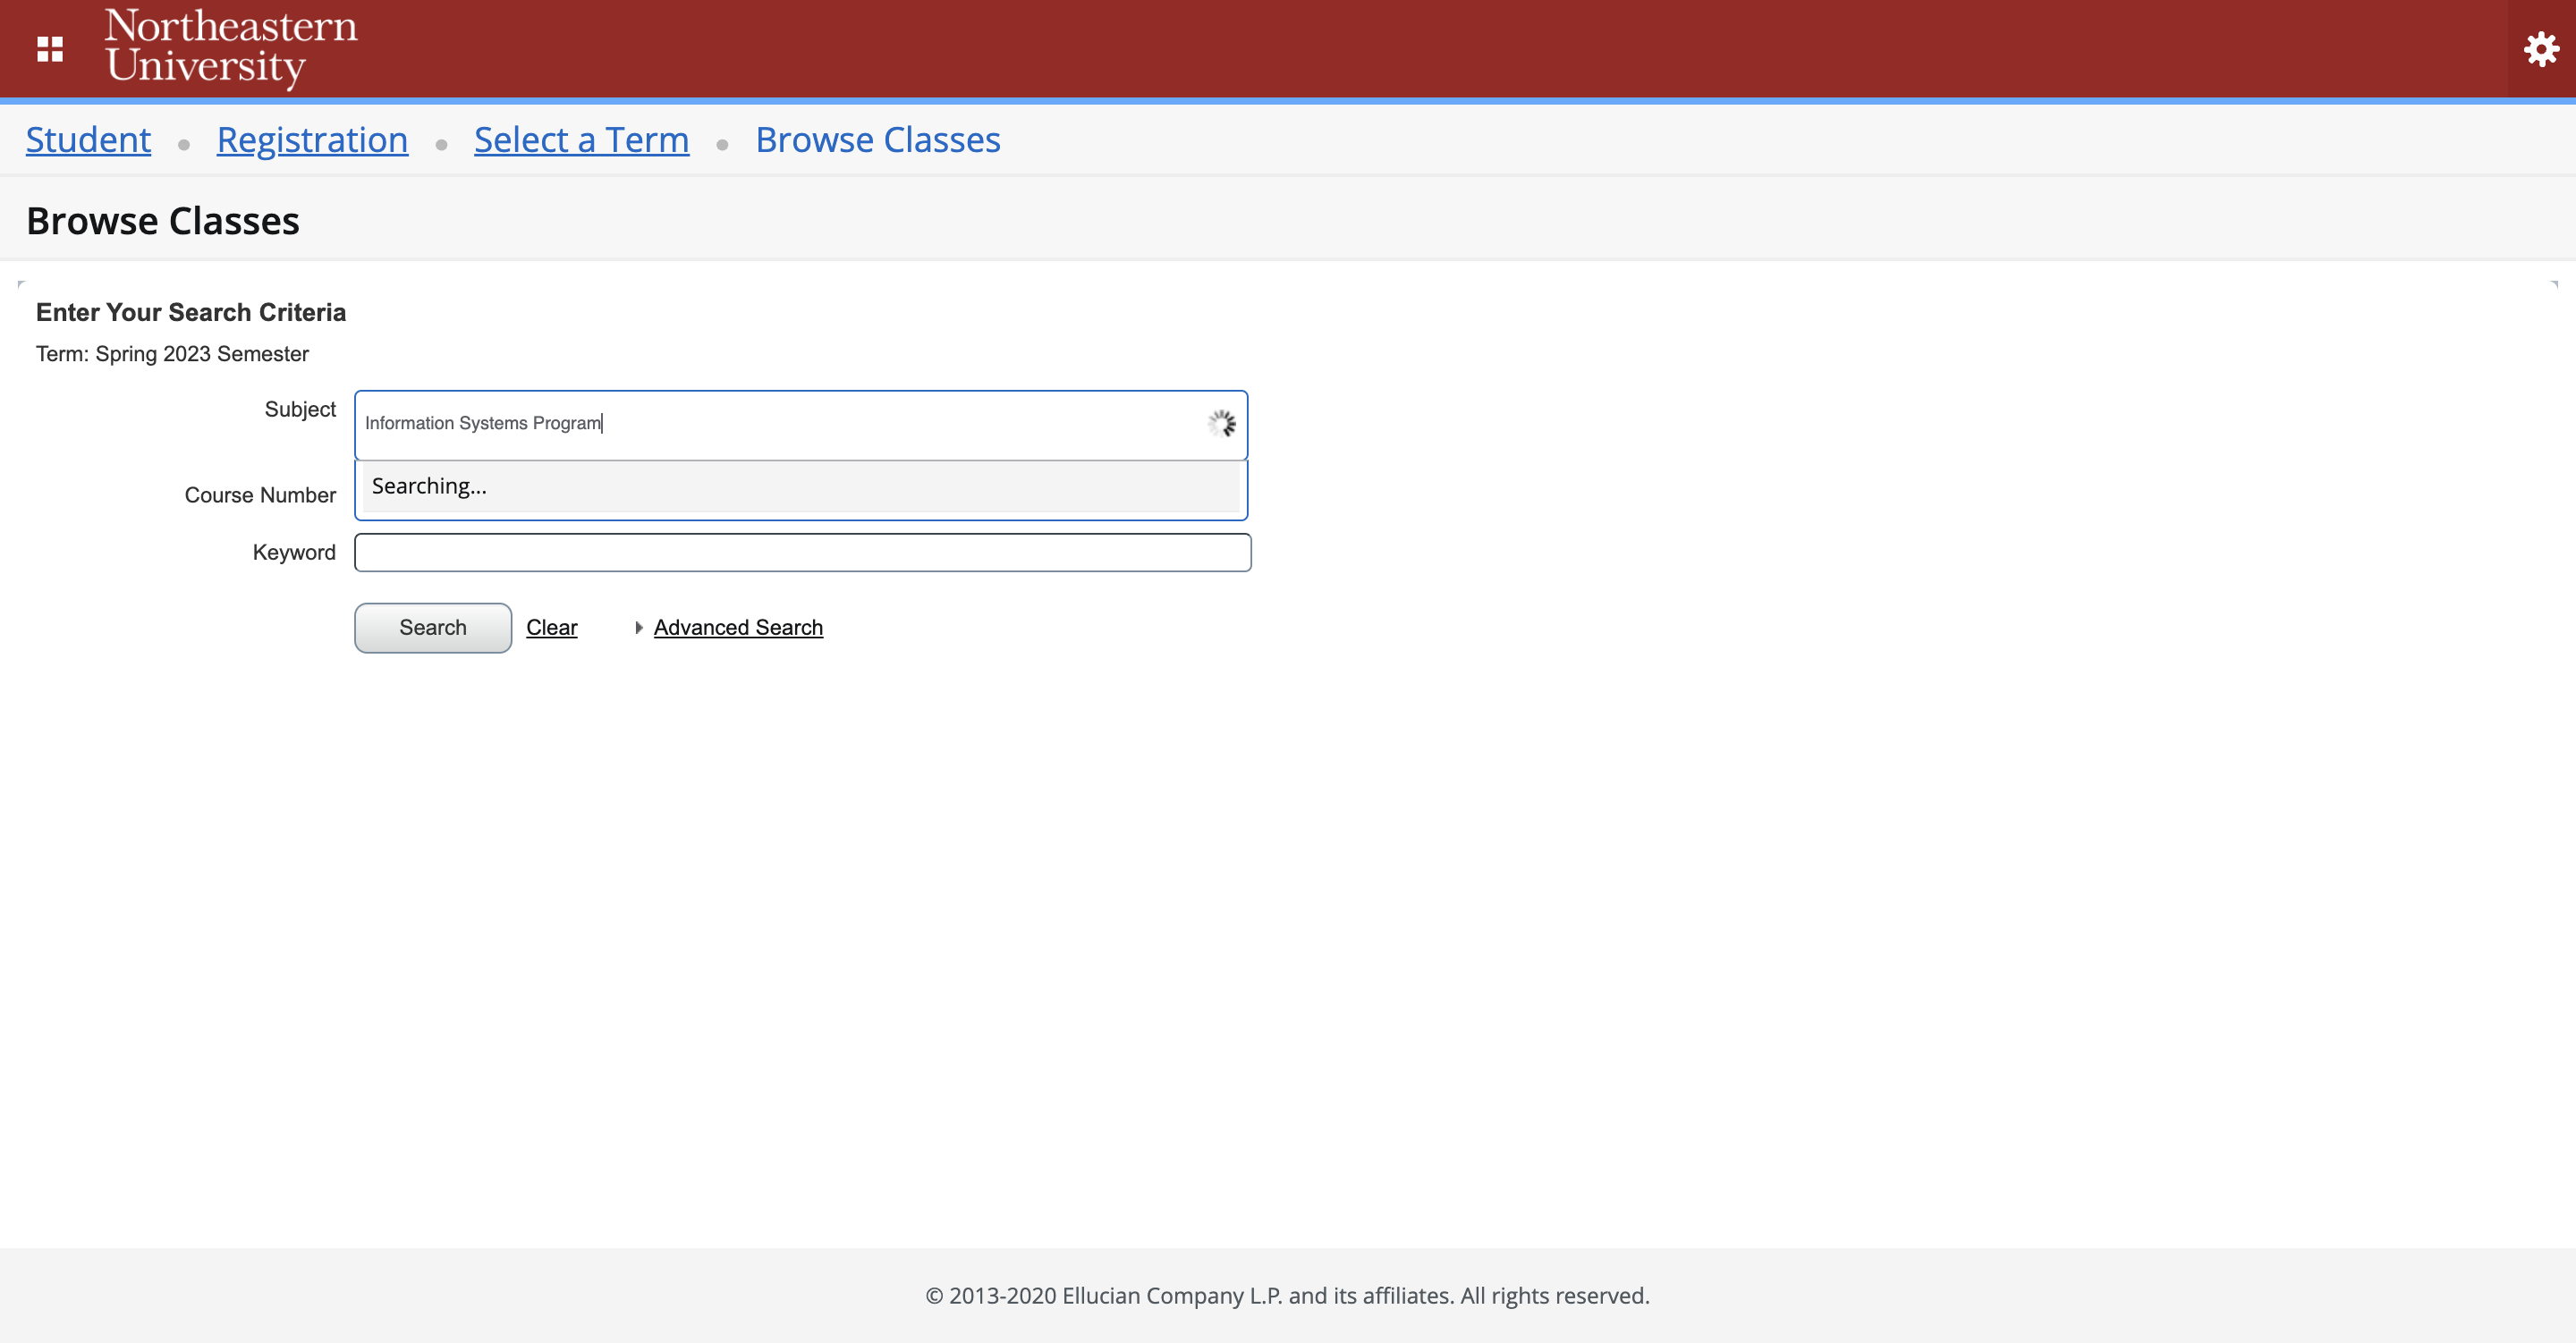 Northeastern
University
Student • Registration • Select a Term • Browse Classes
Browse Classes
Enter Your Search Criteria
Term: Spring 2023 Semester
Subject
Information Systems Program
Searching...
Course Number
Keyword
Search Clear Advanced Search
© 2013-2020 Ellucian Company L.P. and its affiliates. All rights reserved.